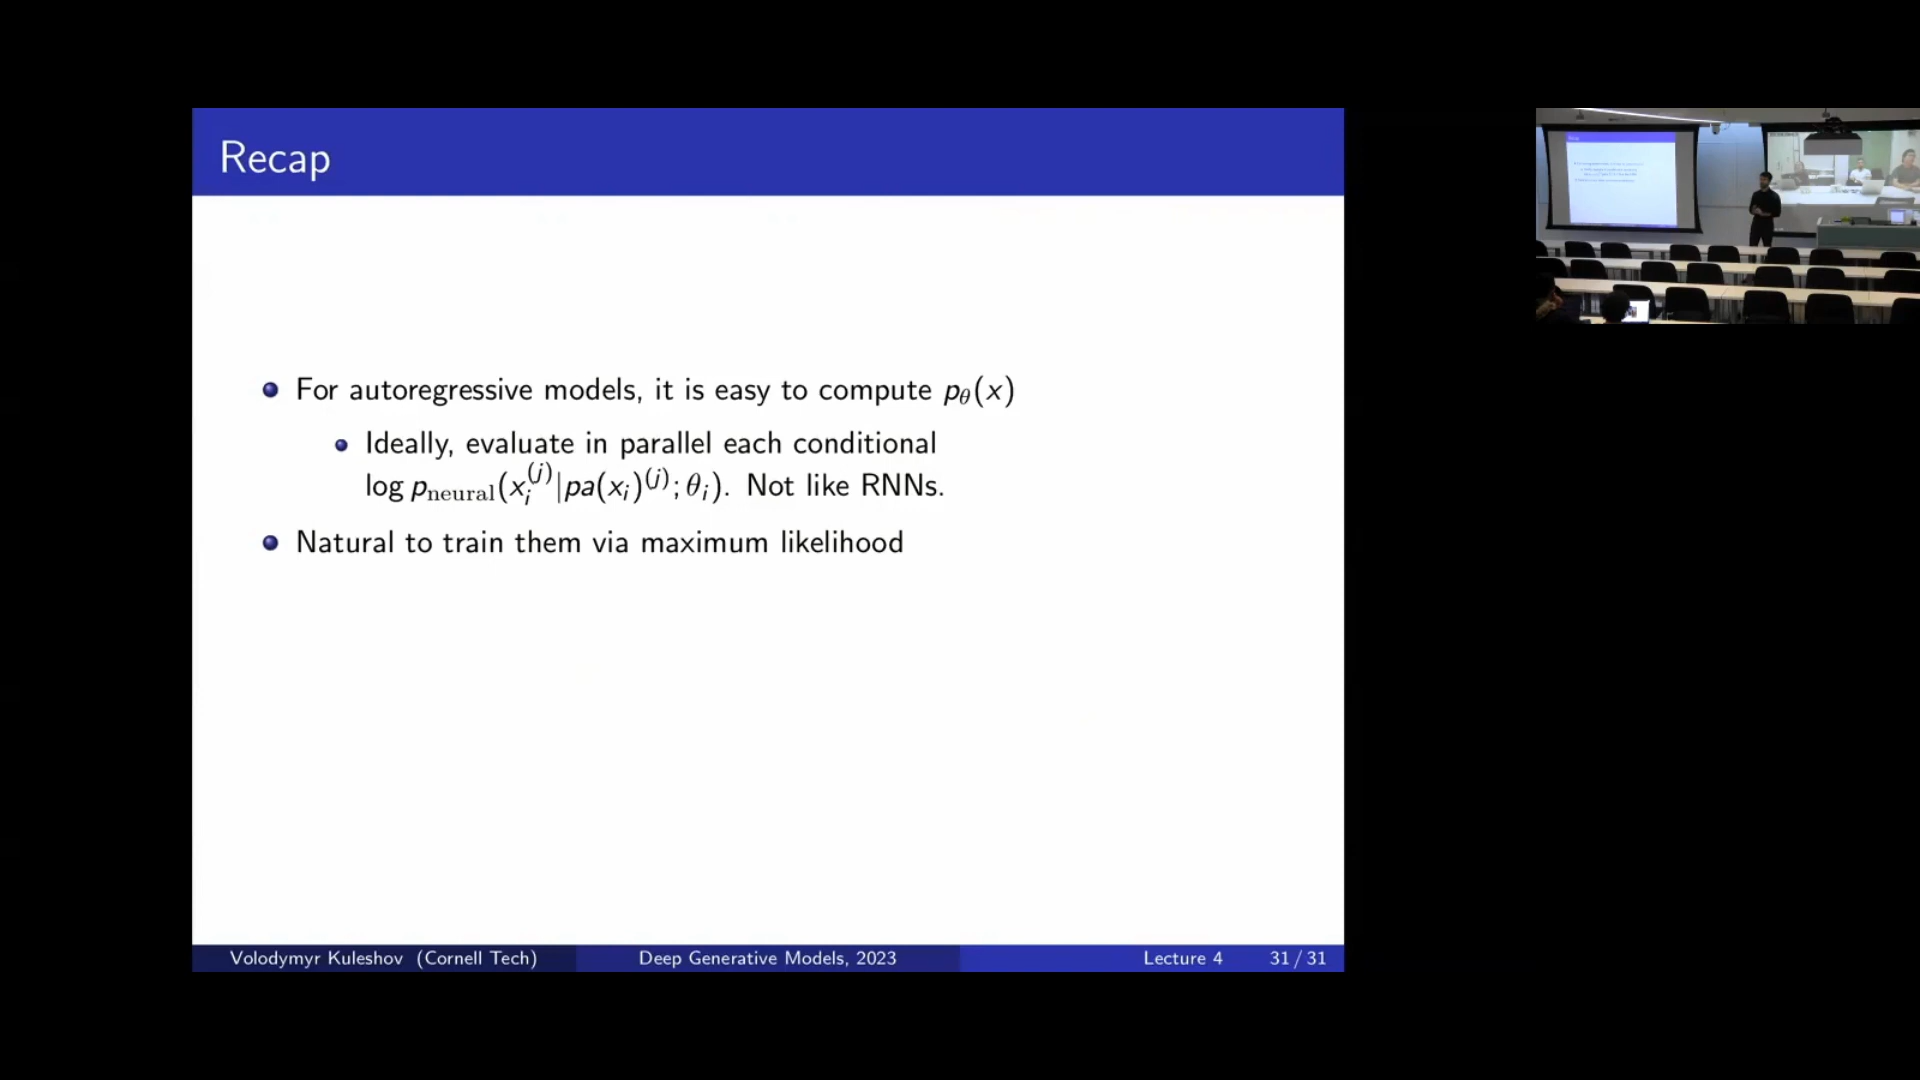 Recap
For autoregressive models, it is easy to compute pθ(x)
Ideally, evaluate in parallel each conditional
log pneural(xi(j)|pa(xi)(j); θi). Not like RNNs.
Natural to train them via maximum likelihood
Volodymyr Kuleshov (Cornell Tech) Deep Generative Models, 2023 Lecture 4 31 / 31